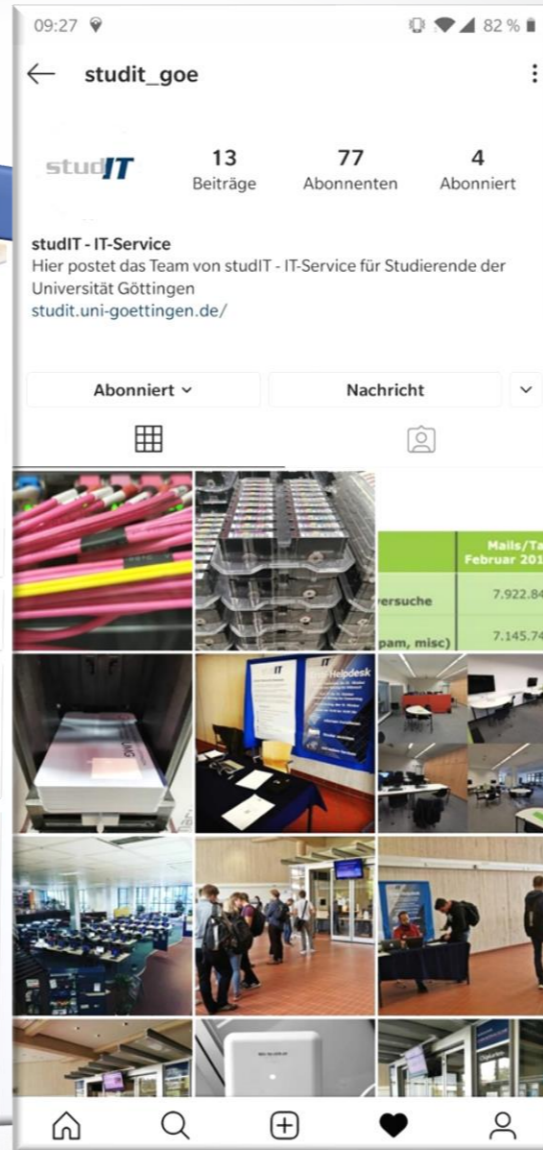 09:27 82 %
studit_goe
studIT
13 77 4
Beiträge Abonnenten Abonniert
studIT - IT-Service
Hier postet das Team von studIT - IT-Service für Studierende der
Universität Göttingen
studit.uni-goettingen.de/
Abonniert Nachricht
Mails/Ta
Februar 201
ersuche 7.922.84
pam, misc) 7.145.74
IT
Helpdesk